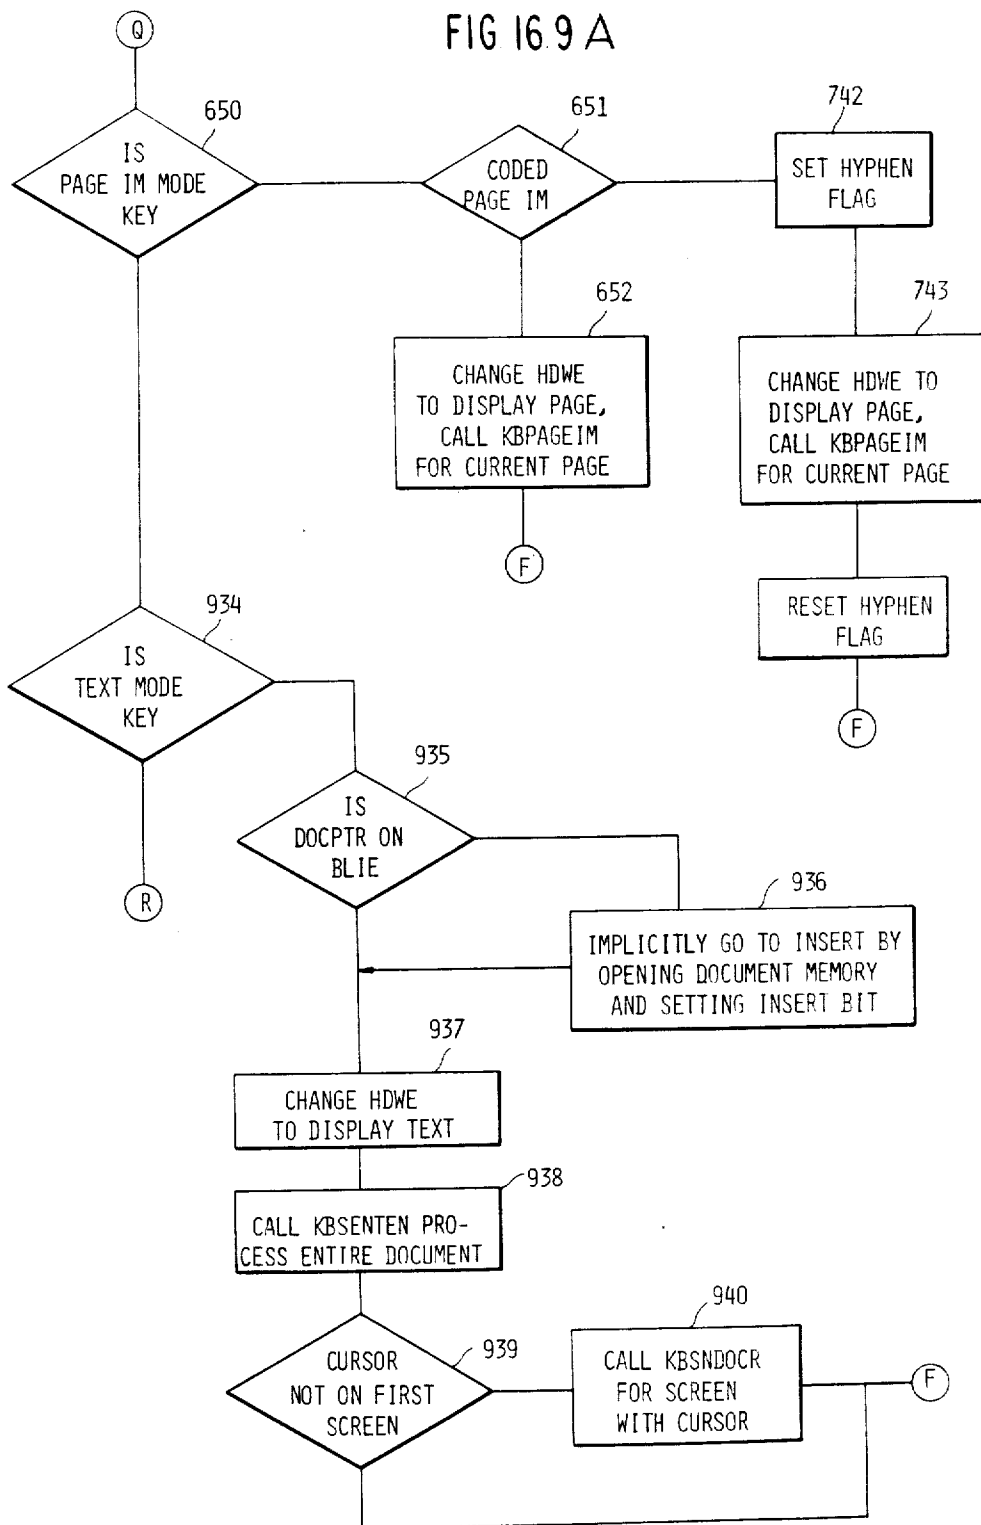 FIG 16.9 A
Q
650
IS
PAGE IM MODE
KEY
651
CODED
PAGE IM
742
SET HYPHEN
FLAG
652
CHANGE HDWE
TO DISPLAY PAGE,
CALL KBPAGEIM
FOR CURRENT PAGE
F
743
CHANGE HDWE TO
DISPLAY PAGE,
CALL KBPAGEIM
FOR CURRENT PAGE
RESET HYPHEN
FLAG
F
934
IS
TEXT MODE
KEY
R
935
IS
DOCPTR ON
BLIE
936
IMPLICITLY GO TO INSERT BY
OPENING DOCUMENT MEMORY
AND SETTING INSERT BIT
937
CHANGE HDWE
TO DISPLAY TEXT
938
CALL KBSENTEN PRO-
CESS ENTIRE DOCUMENT
939
CURSOR
NOT ON FIRST
SCREEN
940
CALL KBSNDOCR
FOR SCREEN
WITH CURSOR
F